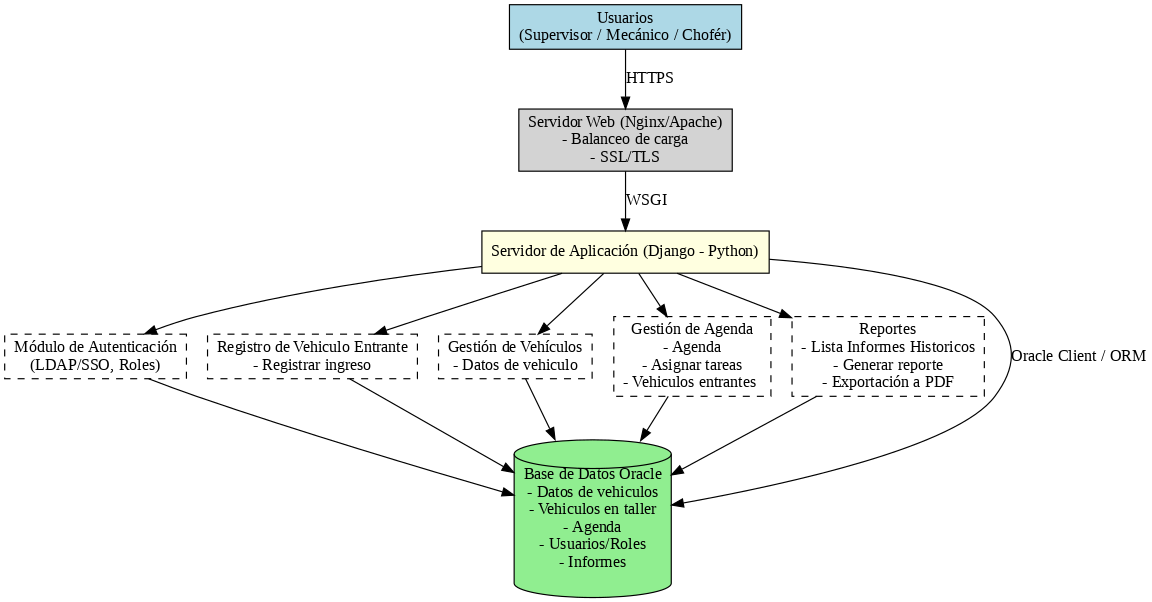 Usuarios
(Supervisor / Mecánico / Chofér)
HTTPS
Servidor Web (Nginx/Apache)
- Balanceo de carga
- SSL/TLS
WSGI
Servidor de Aplicación (Django - Python)
Módulo de Autenticación
(LDAP/SSO, Roles)
Registro de Vehiculo Entrante
- Registrar ingreso
Gestión de Vehículos
- Datos de vehiculo
Gestión de Agenda
- Agenda
- Asignar tareas
- Vehiculos entrantes
Reportes
- Lista Informes Historicos
- Generar reporte
- Exportación a PDF
Oracle Client / ORM
Base de Datos Oracle
- Datos de vehiculos
- Vehiculos en taller
- Agenda
- Usuarios/Roles
- Informes